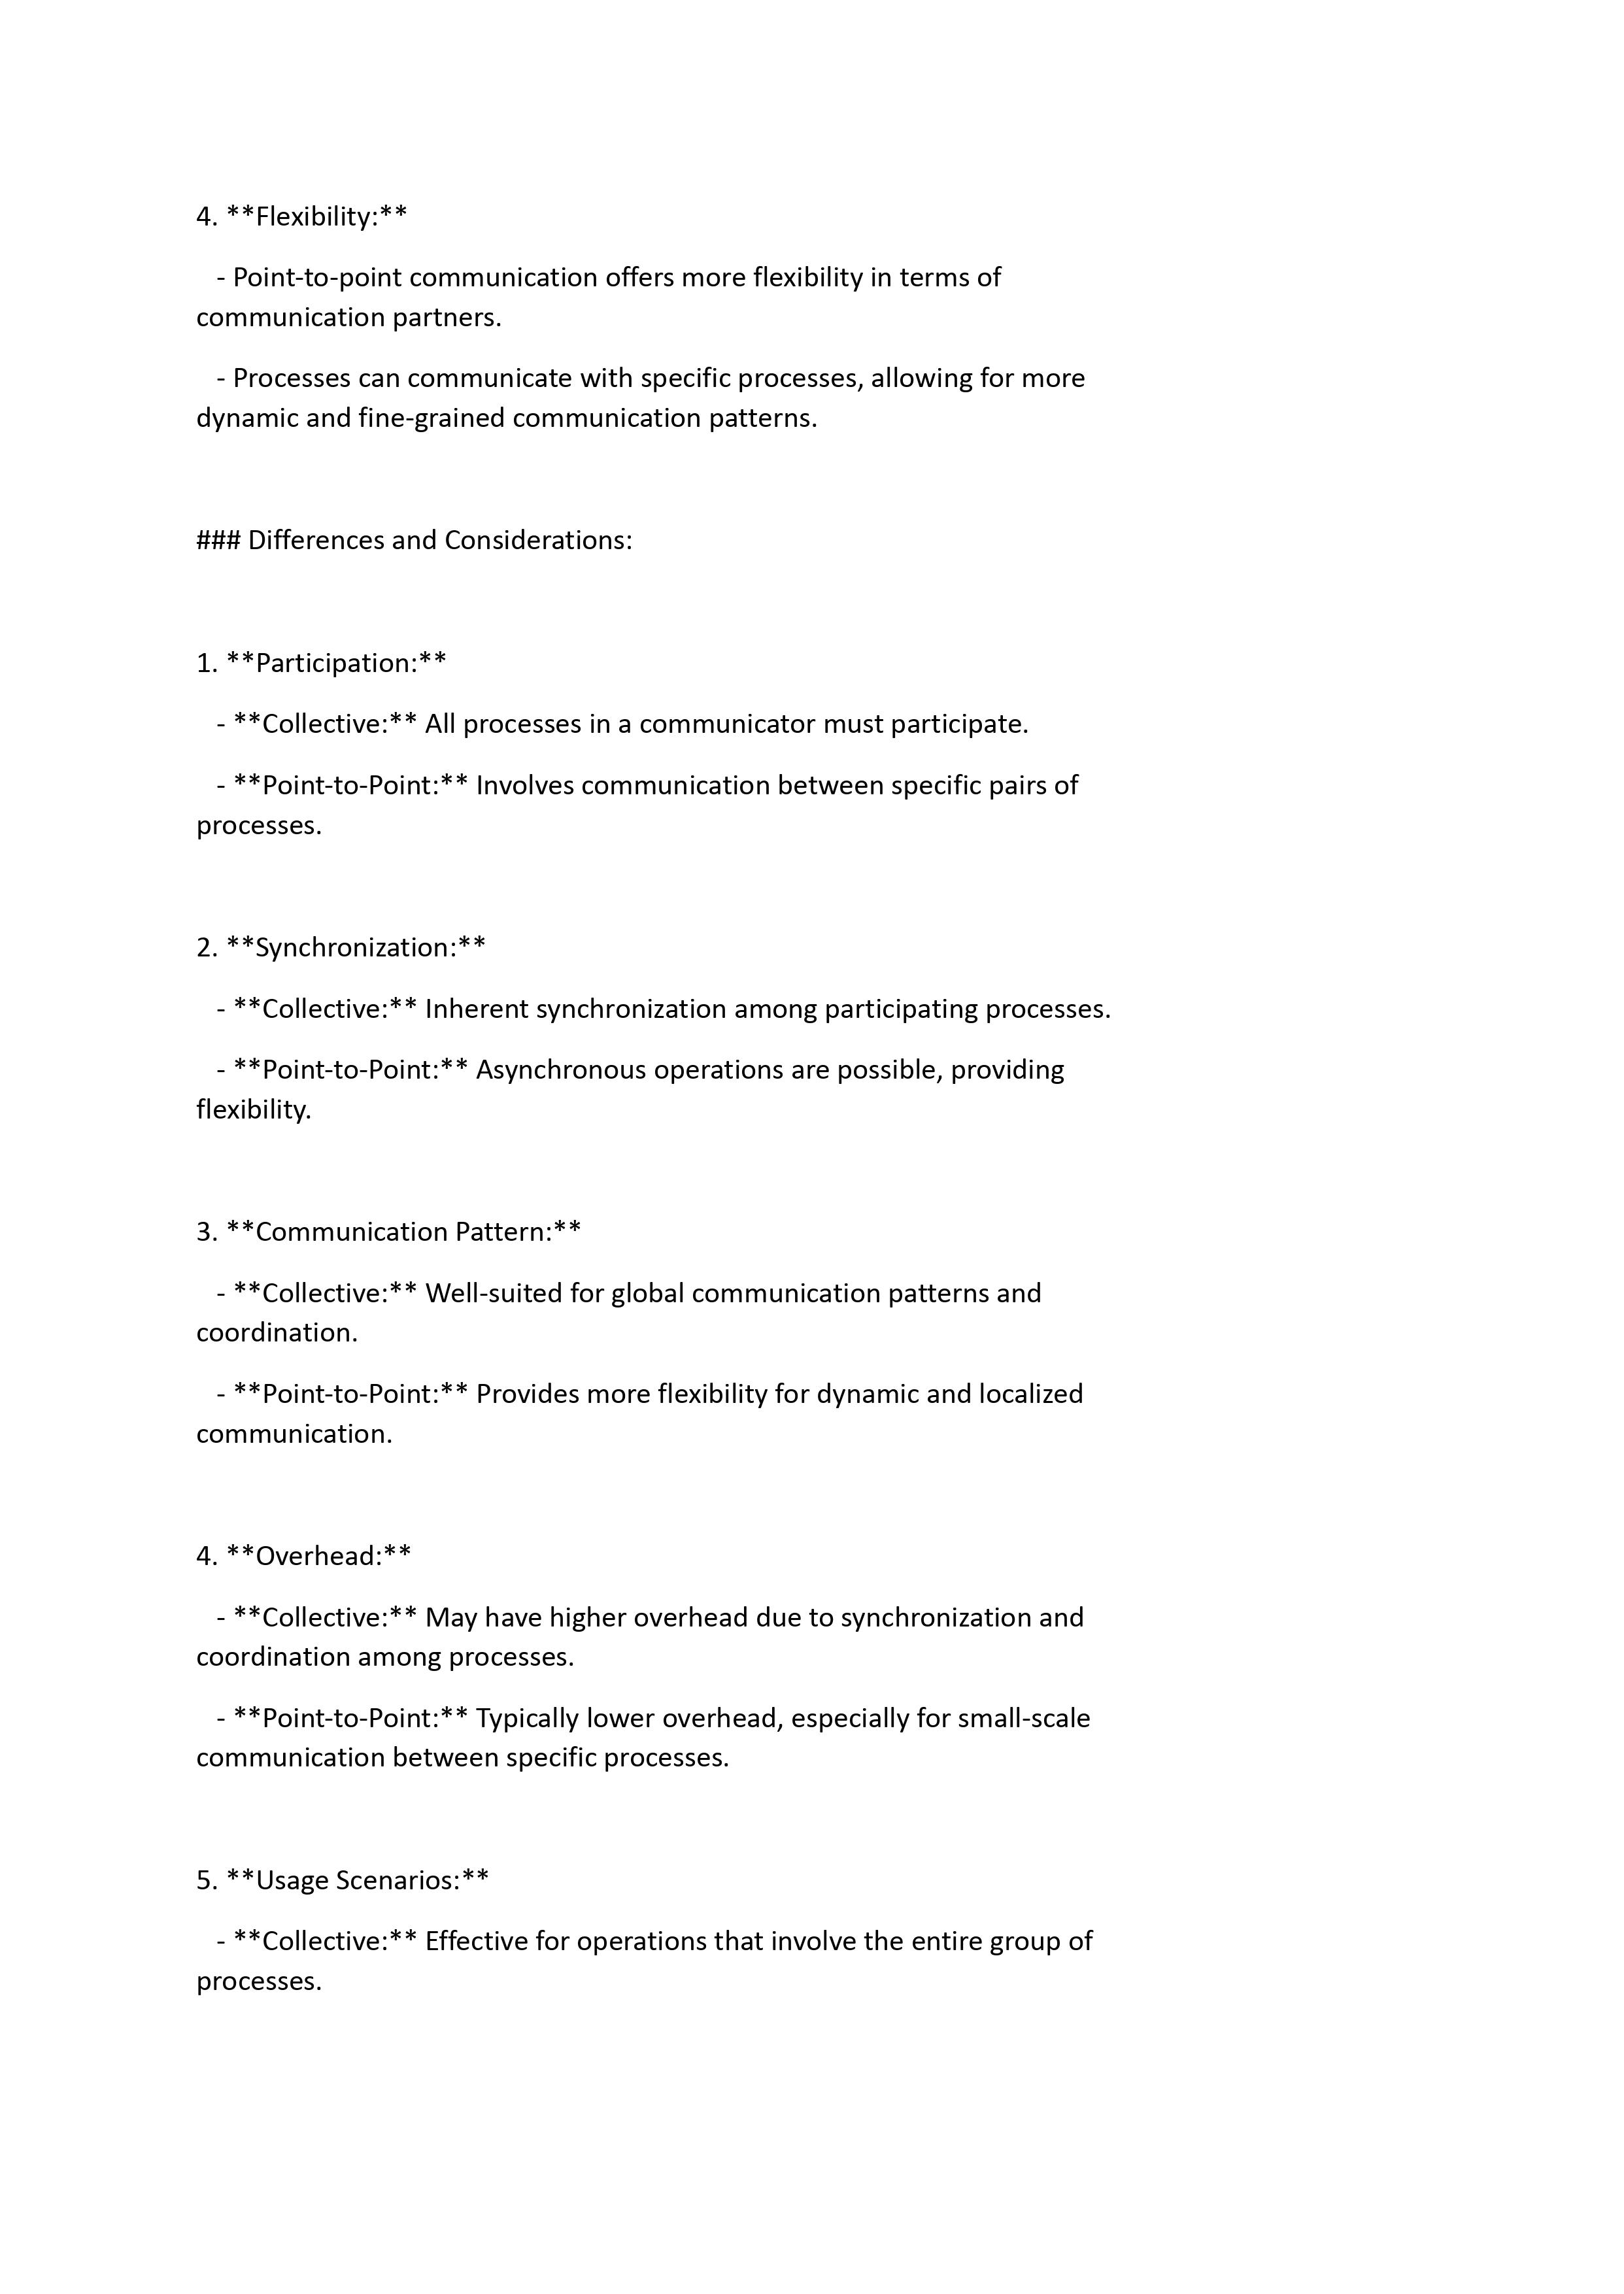 4. **Flexibility:**
- Point-to-point communication offers more flexibility in terms of
communication partners.
- Processes can communicate with specific processes, allowing for more
dynamic and fine-grained communication patterns.
### Differences and Considerations:
1. **Participation:**
- **Collective:** All processes in a communicator must participate.
- **Point-to-Point:** Involves communication between specific pairs of
processes.
2. **Synchronization:**
- **Collective:** Inherent synchronization among participating processes.
- **Point-to-Point:** Asynchronous operations are possible, providing
flexibility.
3. **Communication Pattern:**
- **Collective:** Well-suited for global communication patterns and
coordination.
- **Point-to-Point:** Provides more flexibility for dynamic and localized
communication.
4. **Overhead:**
- **Collective:** May have higher overhead due to synchronization and
coordination among processes.
- **Point-to-Point:** Typically lower overhead, especially for small-scale
communication between specific processes.
5. **Usage Scenarios:**
- **Collective:** Effective for operations that involve the entire group of
processes.